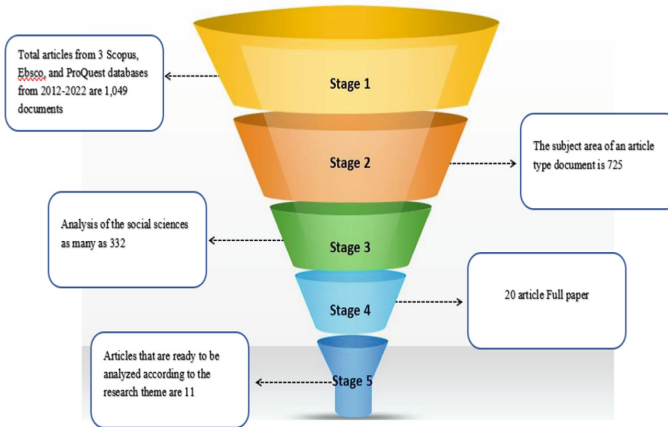 Total articles from 3 Scopus,
Ebsco, and ProQuest databases
from 2012-2022 are 1,049
documents
Stage 1
The subject area of an article
type document is 725
Stage 2
Analysis of the social sciences
as many as 332
Stage 3
20 article Full paper
Stage 4
Articles that are ready to be
analyzed according to the
research theme are 11
Stage 5